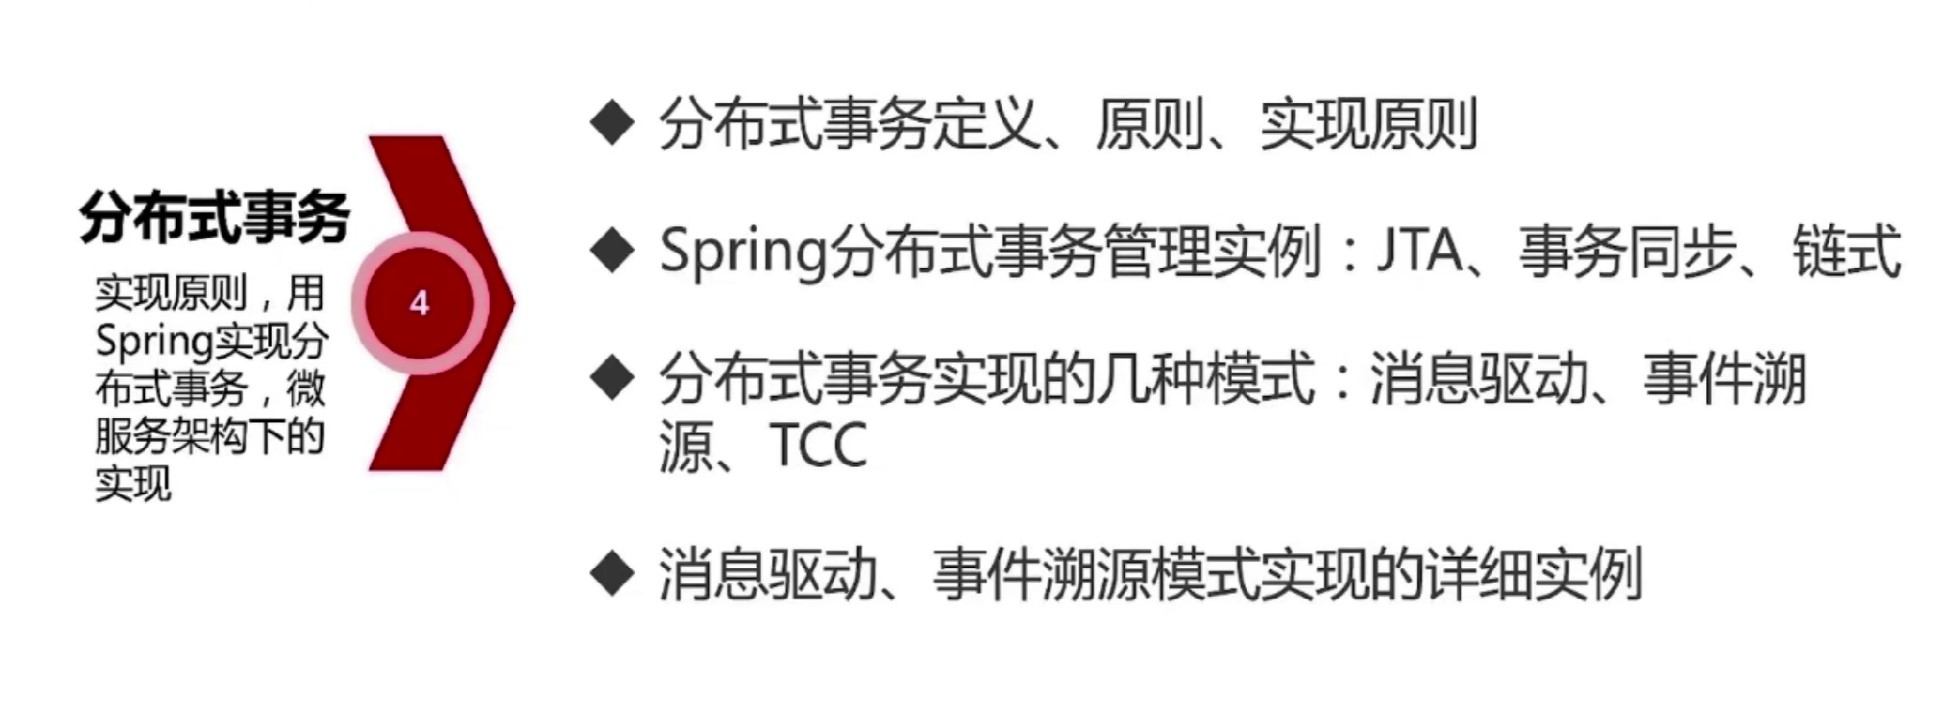 分布式事务
实现原则，用
Spring实现分
布式事务，微
服务架构下的
实现
4
◆ 分布式事务定义、原则、实现原则
◆ Spring分布式事务管理实例：JTA、事务同步、链式
◆ 分布式事务实现的几种模式：消息驱动、事件溯
源、TCC
◆ 消息驱动、事件溯源模式实现的详细实例